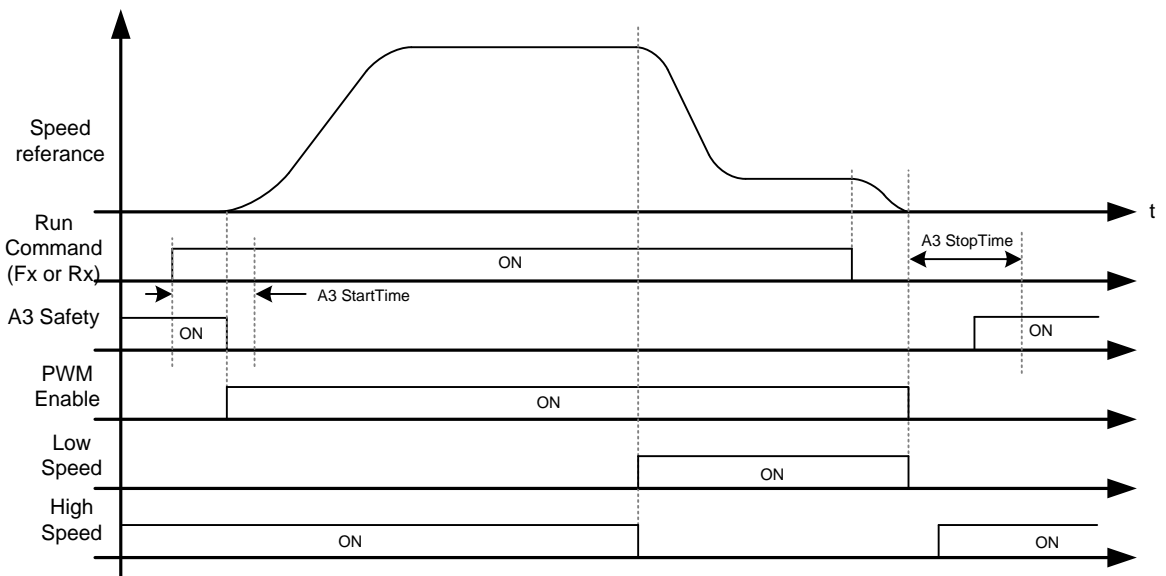 Speed
referance
t
Run
Command
(Fx or Rx)
ON
A3 StopTime
A3 StartTime
A3 Safety
ON
ON
PWM
Enable
ON
Low
Speed
ON
High
Speed
ON
ON